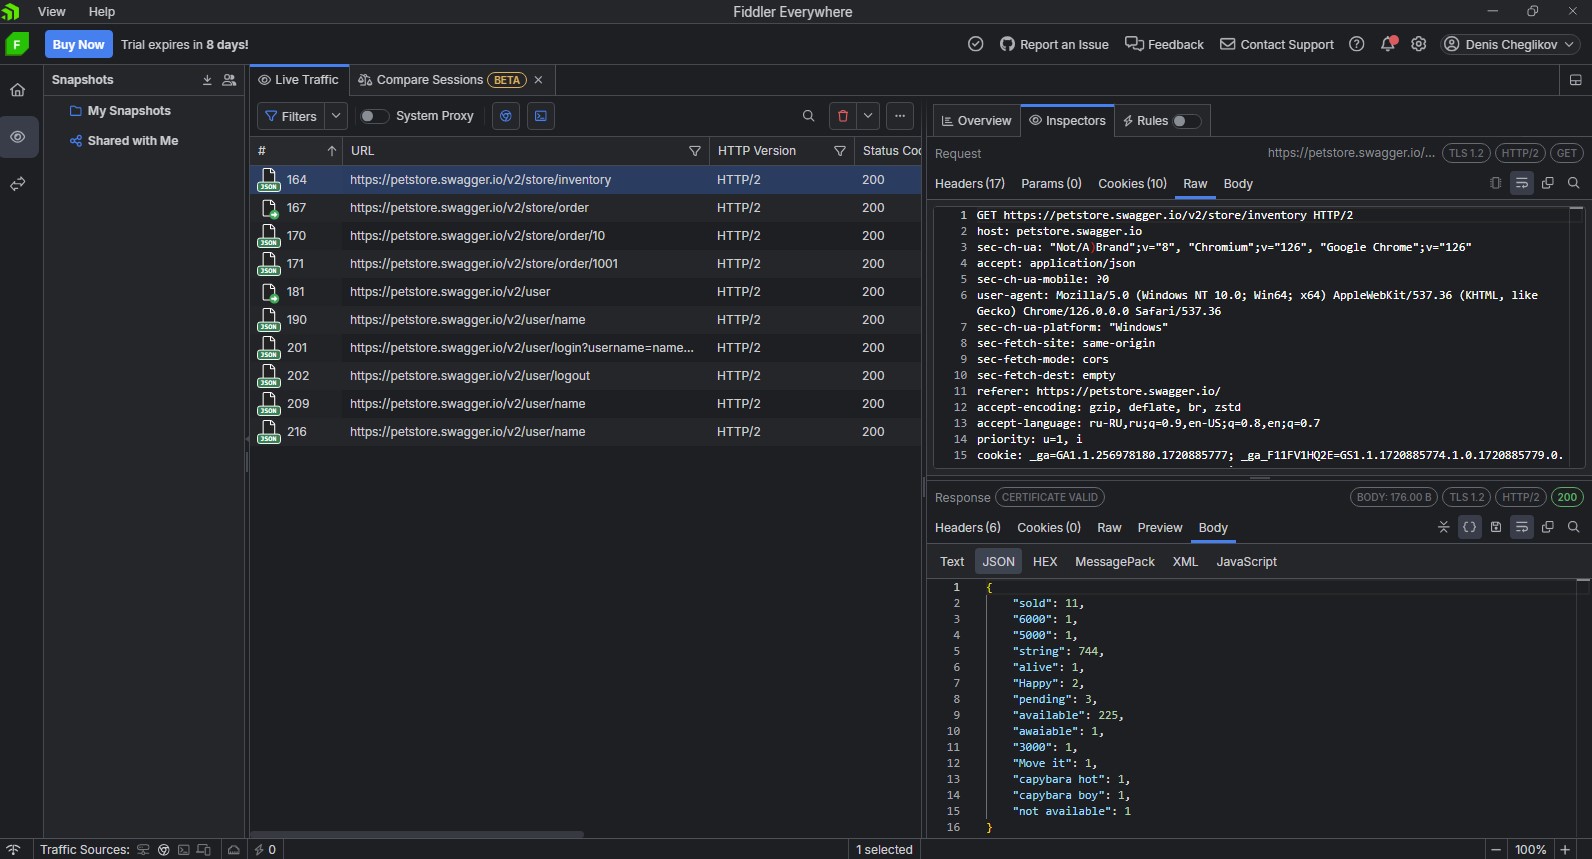 View Help Fiddler Everywhere
F Buy Now Trial expires in 8 days! Report an Issue Feedback Contact Support Denis Cheglikov
Snapshots
My Snapshots
Shared with Me
Live Traffic Compare Sessions BETA
Filters System Proxy
# URL HTTP Version Status Coc
JSON 164 https://petstore.swagger.io/v2/store/inventory HTTP/2 200
167 https://petstore.swagger.io/v2/store/order HTTP/2 200
JSON 170 https://petstore.swagger.io/v2/store/order/10 HTTP/2 200
JSON 171 https://petstore.swagger.io/v2/store/order/1001 HTTP/2 200
181 https://petstore.swagger.io/v2/user HTTP/2 200
JSON 190 https://petstore.swagger.io/v2/user/name HTTP/2 200
JSON 201 https://petstore.swagger.io/v2/user/login?username=name... HTTP/2 200
JSON 202 https://petstore.swagger.io/v2/user/logout HTTP/2 200
JSON 209 https://petstore.swagger.io/v2/user/name HTTP/2 200
JSON 216 https://petstore.swagger.io/v2/user/name HTTP/2 200
Overview Inspectors Rules
Request https://petstore.swagger.io/... TLS 1.2 HTTP/2 GET
Headers (17) Params (0) Cookies (10) Raw Body
1 GET https://petstore.swagger.io/v2/store/inventory HTTP/2
2 host: petstore.swagger.io
3 sec-ch-ua: "Not/A)Brand";v="8", "Chromium";v="126", "Google Chrome";v="126"
4 accept: application/json
5 sec-ch-ua-mobile: ?0
6 user-agent: Mozilla/5.0 (Windows NT 10.0; Win64; x64) AppleWebKit/537.36 (KHTML, like
Gecko) Chrome/126.0.0.0 Safari/537.36
7 sec-ch-ua-platform: "Windows"
8 sec-fetch-site: same-origin
9 sec-fetch-mode: cors
10 sec-fetch-dest: empty
11 referer: https://petstore.swagger.io/
12 accept-encoding: gzip, deflate, br, zstd
13 accept-language: ru-RU,ru;q=0.9,en-US;q=0.8,en;q=0.7
14 priority: u=1, i
15 cookie: _ga=GA1.1.256978180.1720885777; _ga_F11FV1HQ2E=GS1.1.1720885774.1.0.1720885779.0.
Response CERTIFICATE VALID BODY: 176.00 B TLS 1.2 HTTP/2 200
Headers (6) Cookies (0) Raw Preview Body
Text JSON HEX MessagePack XML JavaScript
1 {
2 "sold": 11,
3 "6000": 1,
4 "5000": 1,
5 "string": 744,
6 "alive": 1,
7 "Happy": 2,
8 "pending": 3,
9 "available": 225,
10 "awaiable": 1,
11 "3000": 1,
12 "Move it": 1,
13 "capybara hot": 1,
14 "capybara boy": 1,
15 "not available": 1
16 }
Traffic Sources: 0 1 selected 100%